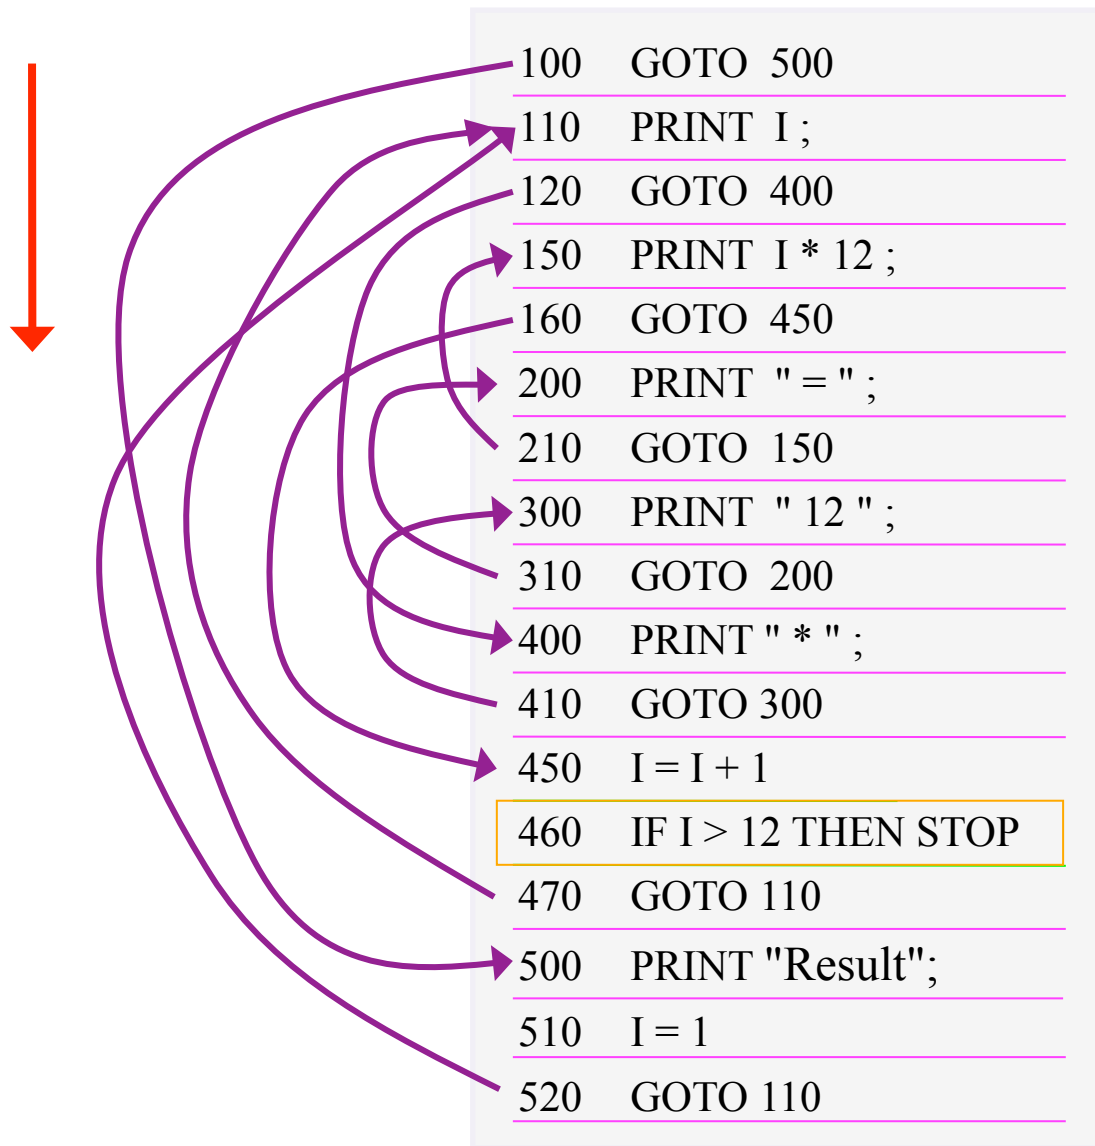 100 GOTO 500
110 PRINT I ;
120 GOTO 400
150 PRINT I * 12 ;
160 GOTO 450
200 PRINT " = " ;
210 GOTO 150
300 PRINT " 12 " ;
310 GOTO 200
400 PRINT " * " ;
410 GOTO 300
450 I = I + 1
460 IF I > 12 THEN STOP
470 GOTO 110
500 PRINT "Result";
510 I = 1
520 GOTO 110